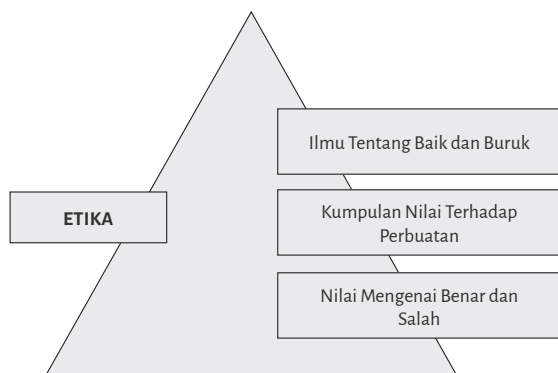 ETIKA
Ilmu Tentang Baik dan Buruk
Kumpulan Nilai Terhadap
Perbuatan
Nilai Mengenai Benar dan
Salah